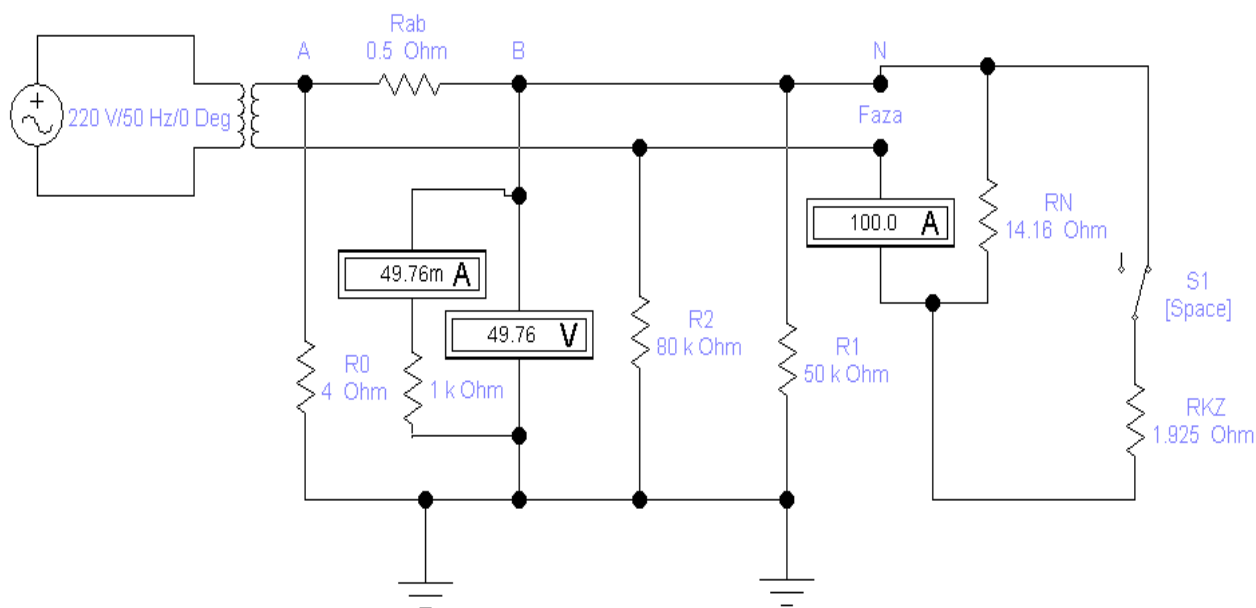 Rab
0.5 Ohm
A
B
N
+
220 V/50 Hz/0 Deg
Faza
RN
14.16 Ohm
100.0 A
49.76m A
S1
[Space]
49.76 V
R2
80 k Ohm
R1
50 k Ohm
R0
4 Ohm
1 k Ohm
RKZ
1.925 Ohm